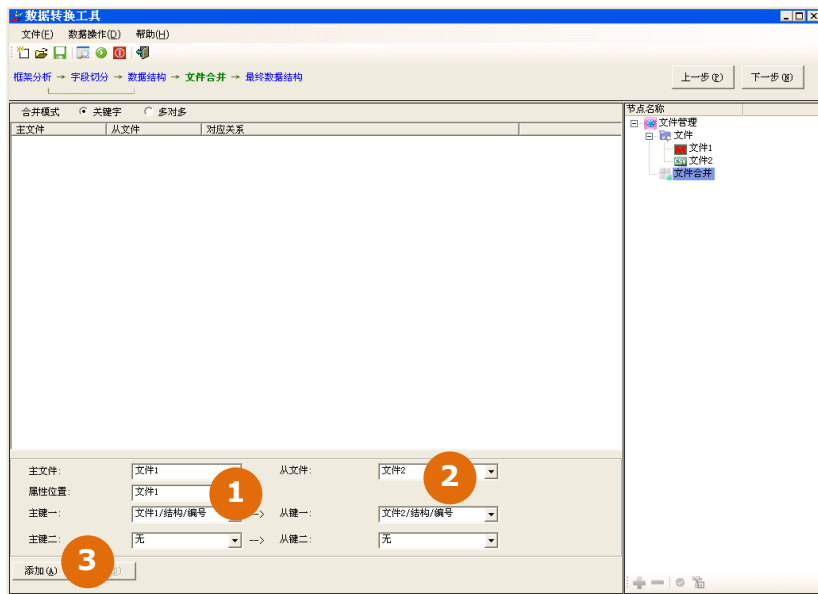 数据转换工具
文件(F) 数据操作(D) 帮助(H)
框架分析 → 字段切分 → 数据结构 → 文件合并 → 最终数据结构
上一步(P) 下一步(N)
合并模式 关键字 多对多
主文件 从文件 对应关系
节点名称
文件管理
文件
文件1
文件2
文件合并
主文件: 文件1 从文件: 文件2
属性位置: 文件1
主键一: 文件1/结构/编号 --> 从键一: 文件2/结构/编号
主键二: 无 --> 从键二: 无
添加(A)
1
2
3